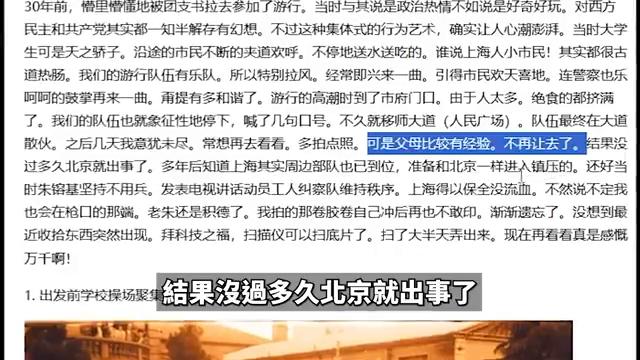 30年前，懵里懵懂地被团支书拉去参加了游行。当时与其说是政治热情不如说是好奇好玩。对西方
民主和共产党其实都一知半解存有幻想。不过这种集体式的行为艺术，确实让人心潮澎湃。当时大学
生可是天之骄子。沿途的市民不断的夹道欢呼。不停地送水送吃的。谁说上海人小市民！其实都很古
道热肠。我们的游行队伍有乐队。所以特别拉风。经常即兴来一曲。引得市民欢天喜地。连警察也乐
呵呵的鼓掌再来一曲。甭提有多和谐了。游行的高潮时到了市府门口。由于人太多。绝食的都挤满
了。我们的队伍也就象征性地停下，喊了几句口号。不久就移师大道（人民广场）。队伍最终在大道
散伙。之后几天我意犹未尽。常想再去看看。多拍点照。可是父母比较有经验。不再让去了。结果没
过多久北京就出事了。多年后知道上海其实周边部队也已到位，准备和北京一样进入镇压的。还好当
时朱镕基坚持不用兵。发表电视讲话动员工人纠察队维持秩序。上海得以保全没流血。不然说不定我
也会在枪口的那端。老朱还是积德了。我拍的那卷胶卷自己冲后再也不敢印。渐渐遗忘了。没想到最
近收拾东西突然出现。拜科技之福，扫描仪可以扫底片了。扫了大半天弄出来。现在再看看真是感慨
万千啊！
1. 出发前学校操场聚集
結果沒過多久北京就出事了